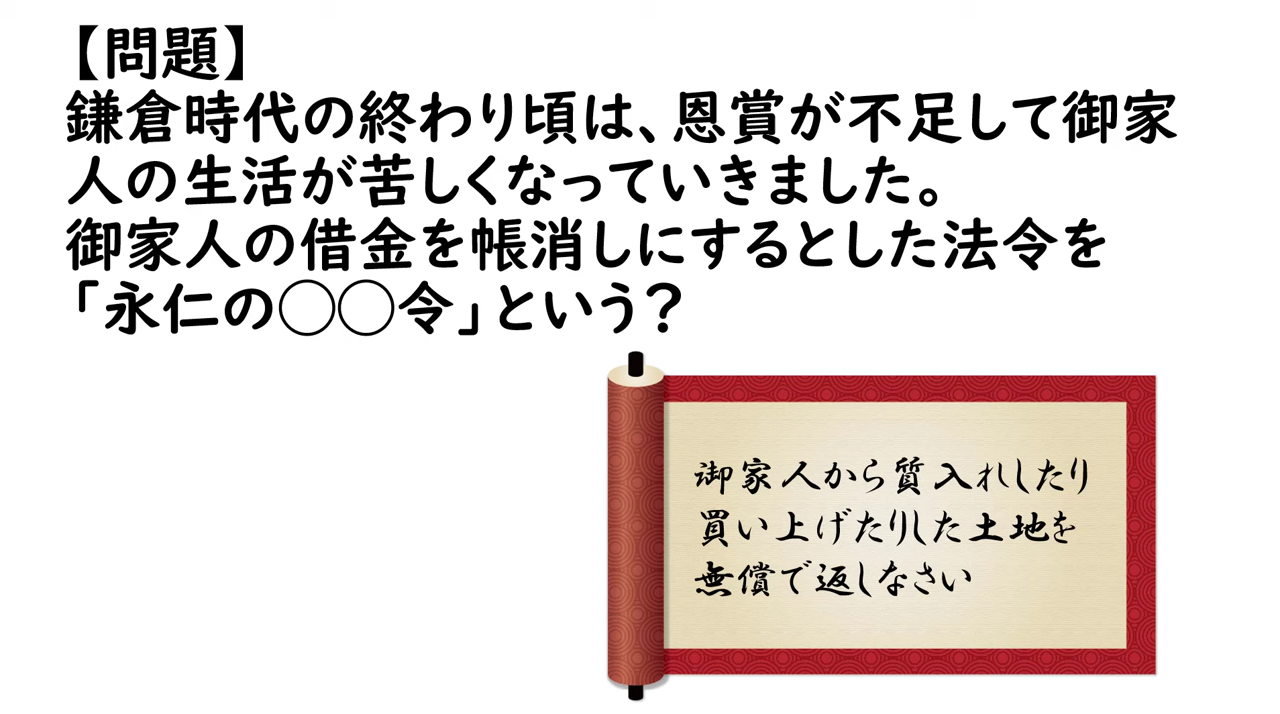 【問題】
鎌倉時代の終わり頃は、恩賞が不足して御家
人の生活が苦しくなっていきました。
御家人の借金を帳消しにするとした法令を
「永仁の◯◯令」という？
御家人から質入れしたり
買い上げたりした土地を
無償で返しなさい